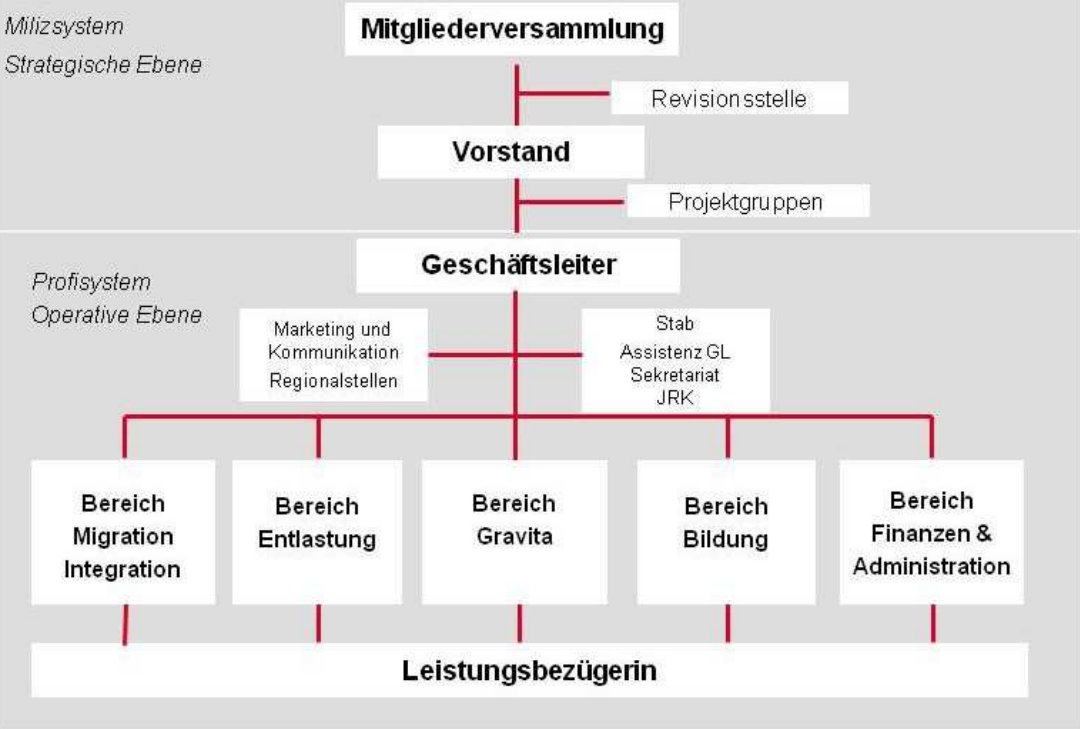 Milizsystem
Strategische Ebene
Mitgliederversammlung
Revisionsstelle
Vorstand
Projektgruppen
Profisystem
Operative Ebene
Geschäftsleiter
Marketing und
Kommunikation
Regionalstellen
Stab
Assistenz GL
Sekretariat
JRK
Bereich
Migration
Integration
Bereich
Entlastung
Bereich
Gravita
Bereich
Bildung
Bereich
Finanzen &
Administration
Leistungsbezügerin